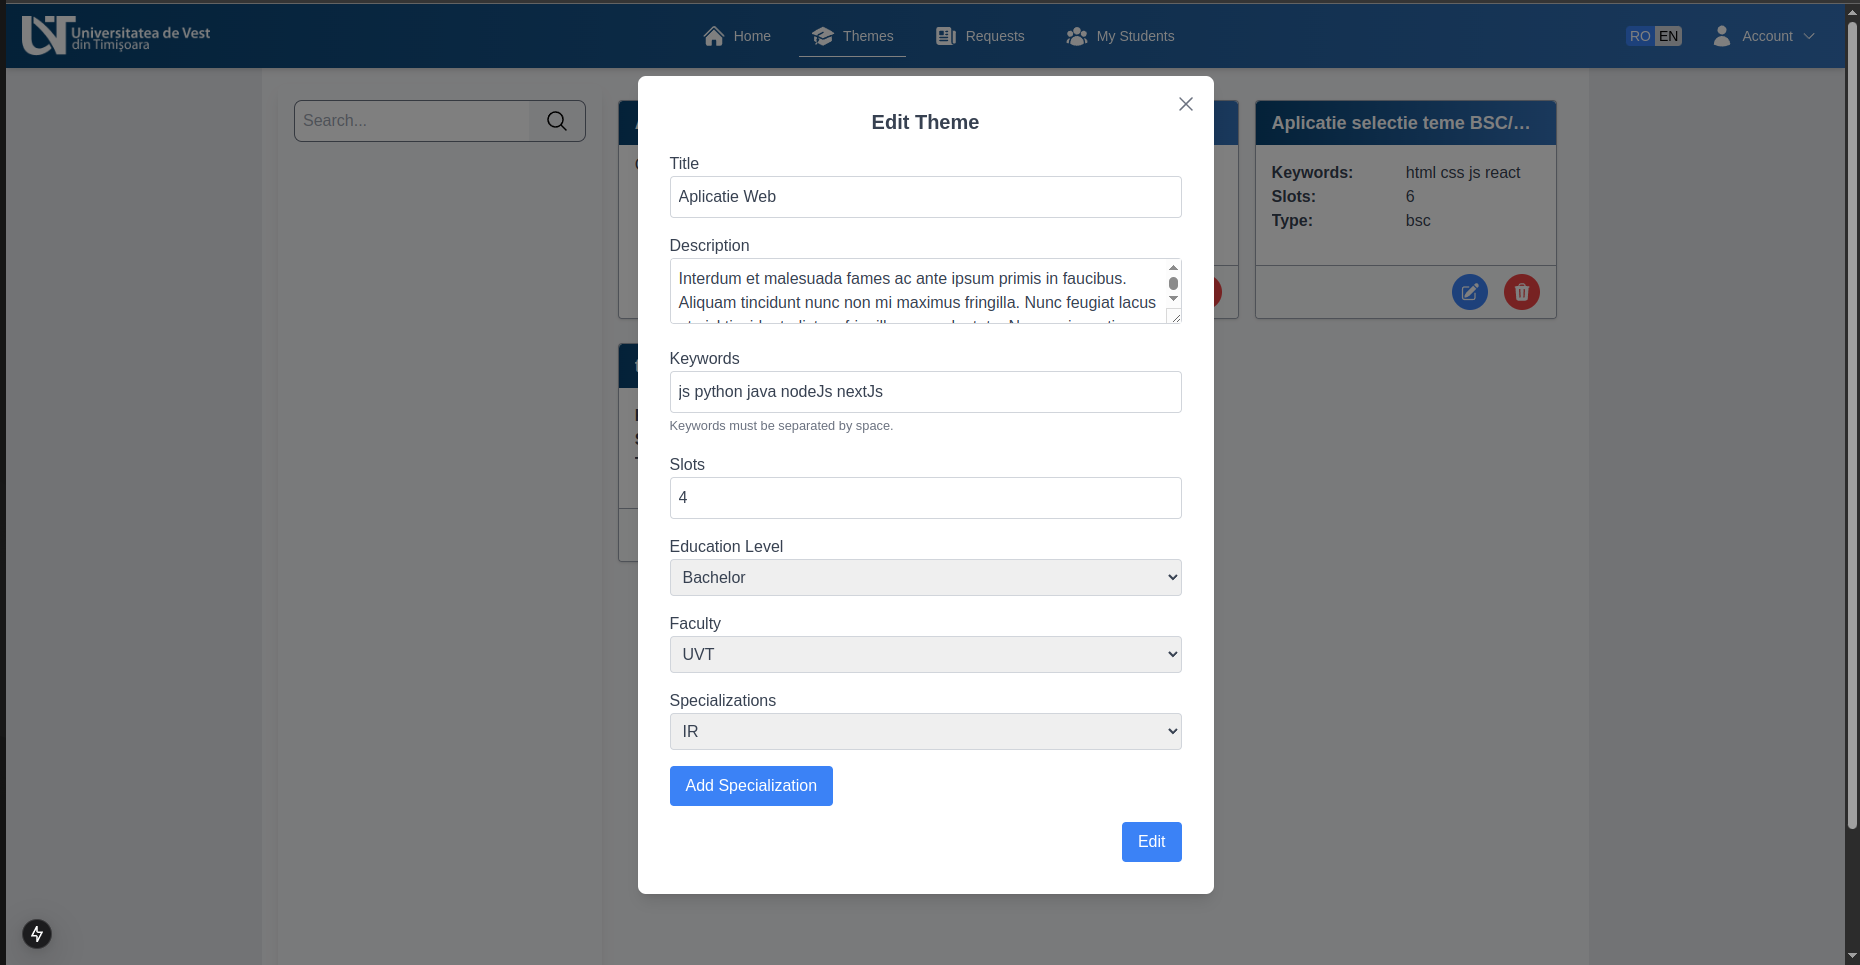 Universitatea de Vest
din Timişoara
Home
Themes
Requests
My Students
RO EN
Account
Search...
Aplicatie selectie teme BSC/...
Keywords: html css js react
Slots: 6
Type: bsc
Edit Theme
Title
Aplicatie Web
Description
Interdum et malesuada fames ac ante ipsum primis in faucibus.
Aliquam tincidunt nunc non mi maximus fringilla. Nunc feugiat lacus
Keywords
js python java nodeJs nextJs
Keywords must be separated by space.
Slots
4
Education Level
Bachelor
Faculty
UVT
Specializations
IR
Add Specialization
Edit